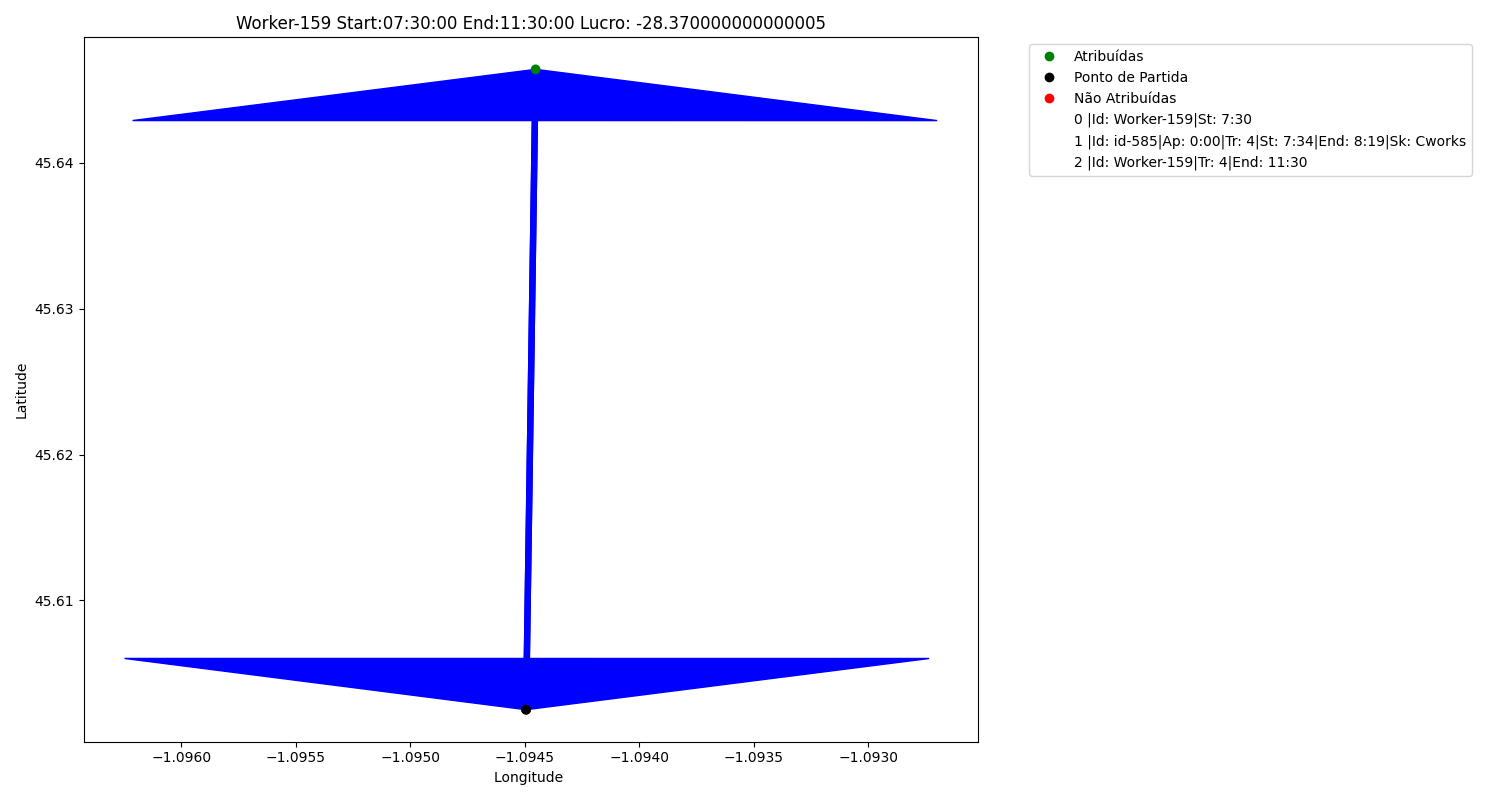 Worker-159 Start:07:30:00 End:11:30:00 Lucro: -28.370000000000005
Atribuídas
Ponto de Partida
Não Atribuídas
0 |Id: Worker-159|St: 7:30
1 |Id: id-585|Ap: 0:00|Tr: 4|St: 7:34|End: 8:19|Sk: Cworks
2 |Id: Worker-159|Tr: 4|End: 11:30
Latitude
45.64
45.63
45.62
45.61
−1.0960 −1.0955 −1.0950 −1.0945 −1.0940 −1.0935 −1.0930
Longitude